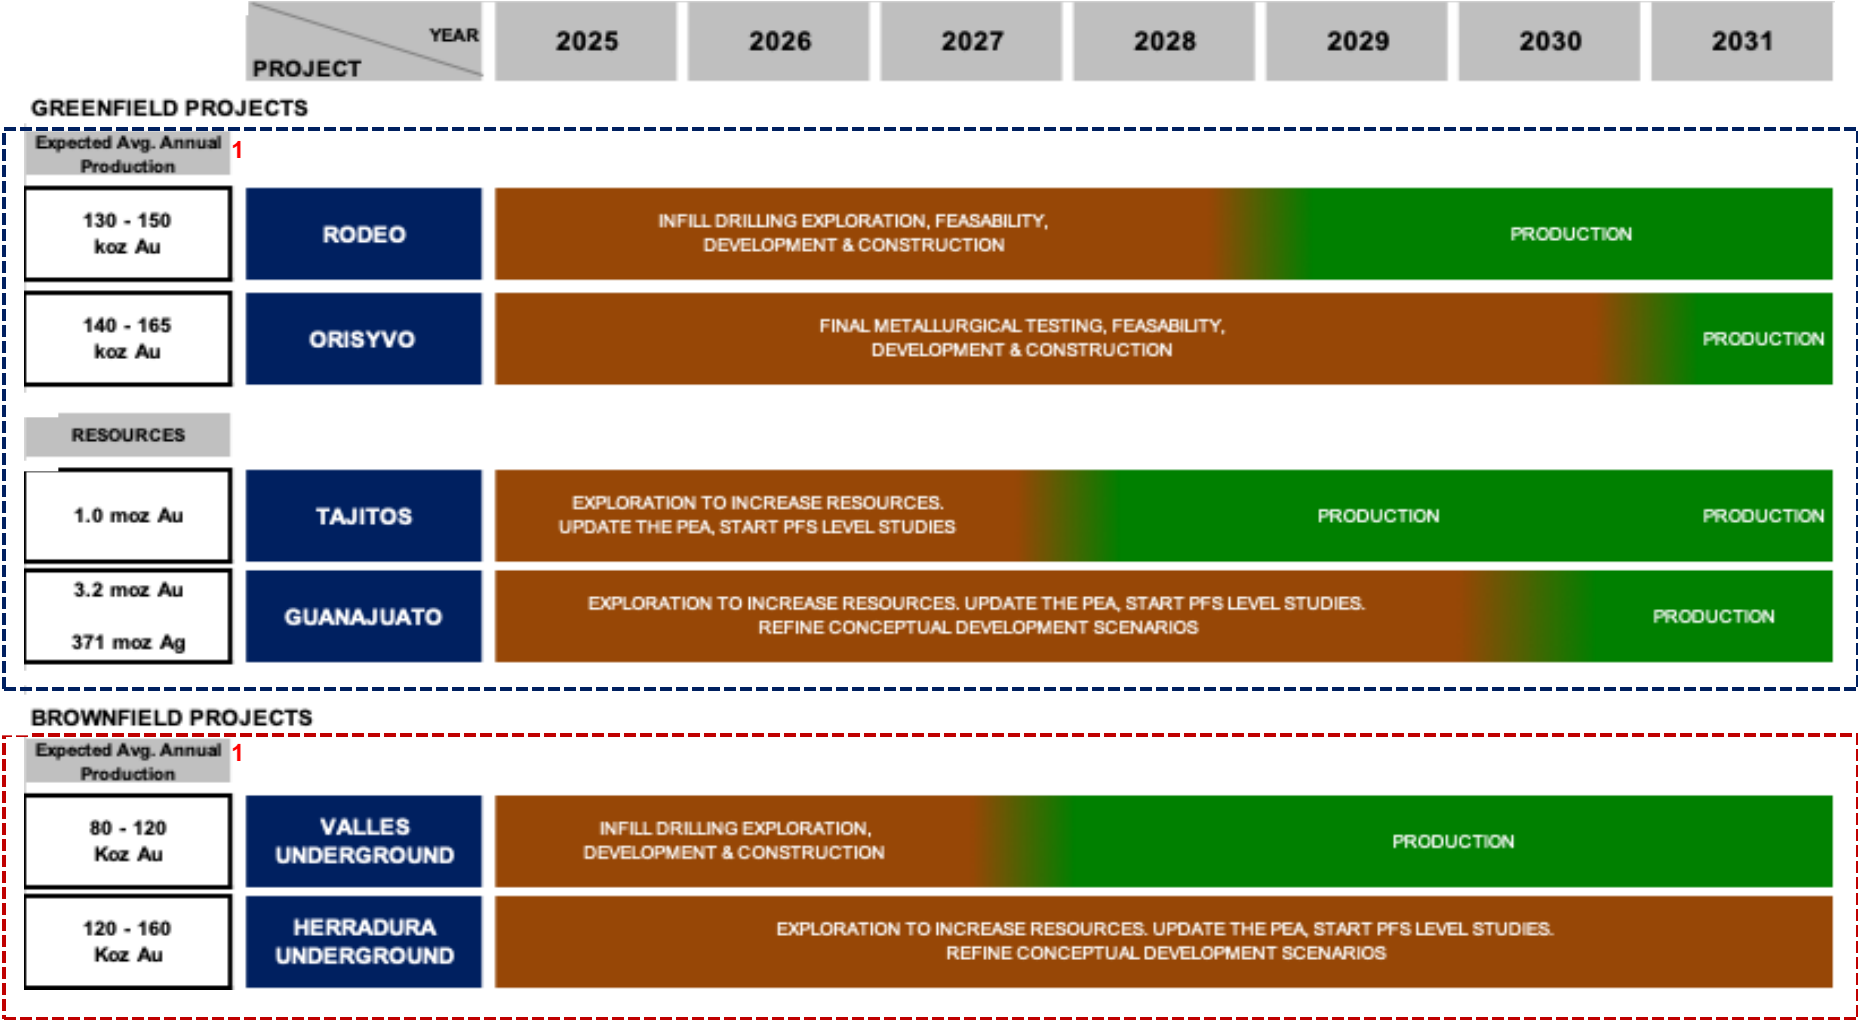 YEAR
PROJECT
2025
2026
2027
2028
2029
2030
2031
GREENFIELD PROJECTS
Expected Avg. Annual
Production
1
130 - 150
koz Au
RODEO
INFILL DRILLING EXPLORATION, FEASABILITY,
DEVELOPMENT & CONSTRUCTION
PRODUCTION
140 - 165
koz Au
ORISYVO
FINAL METALLURGICAL TESTING, FEASABILITY,
DEVELOPMENT & CONSTRUCTION
PRODUCTION
RESOURCES
1.0 moz Au
TAJITOS
EXPLORATION TO INCREASE RESOURCES.
UPDATE THE PEA, START PFS LEVEL STUDIES
PRODUCTION
PRODUCTION
3.2 moz Au
371 moz Ag
GUANAJUATO
EXPLORATION TO INCREASE RESOURCES. UPDATE THE PEA, START PFS LEVEL STUDIES.
REFINE CONCEPTUAL DEVELOPMENT SCENARIOS
PRODUCTION
BROWNFIELD PROJECTS
Expected Avg. Annual
Production
1
80 - 120
Koz Au
VALLES
UNDERGROUND
INFILL DRILLING EXPLORATION,
DEVELOPMENT & CONSTRUCTION
PRODUCTION
120 - 160
Koz Au
HERRADURA
UNDERGROUND
EXPLORATION TO INCREASE RESOURCES. UPDATE THE PEA, START PFS LEVEL STUDIES.
REFINE CONCEPTUAL DEVELOPMENT SCENARIOS